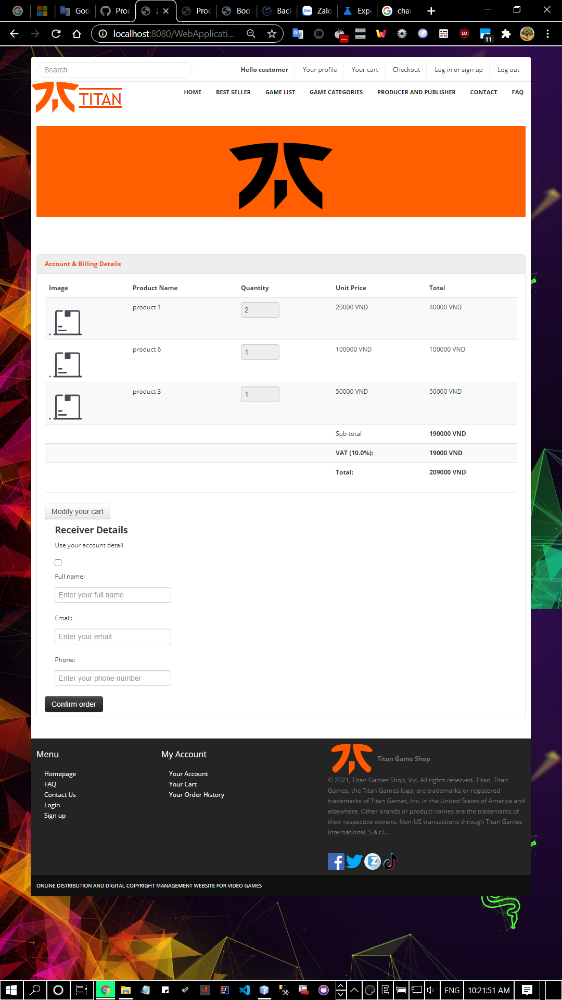 Goo
Proc
J
Proc
Boo
Back
Zalo
Zalo
Expe
char
localhost:8080/WebApplicati...
11
Search
Hello customer
Your profile
Your cart
Checkout
Log in or sign up
Log out
TITAN
HOME
BEST SELLER
GAME LIST
GAME CATEGORIES
PRODUCER AND PUBLISHER
CONTACT
FAQ
Account & Billing Details
Image Product Name Quantity Unit Price Total
product 1 2 20000 VND 40000 VND
product 6 1 100000 VND 100000 VND
product 3 1 50000 VND 50000 VND
Sub total 190000 VND
VAT (10.0%): 19000 VND
Total: 209000 VND
Modify your cart
Receiver Details
Use your account detail
Full name:
Enter your full name
Email:
Enter your email
Phone:
Enter your phone number
Confirm order
Menu
Homepage
FAQ
Contact Us
Login
Sign up
My Account
Your Account
Your Cart
Your Order History
Titan Game Shop
© 2021, Titan Games Shop, Inc. All rights reserved. Titan, Titan
Games, the Titan Games logo, are trademarks or registered
trademarks of Titan Games, Inc. in the United States of America and
elsewhere. Other brands or product names are the trademarks of
their respective owners. Non-US transactions through Titan Games
International, S.à r.l..
ONLINE DISTRIBUTION AND DIGITAL COPYRIGHT MANAGEMENT WEBSITE FOR VIDEO GAMES
ENG
10:21:51 AM